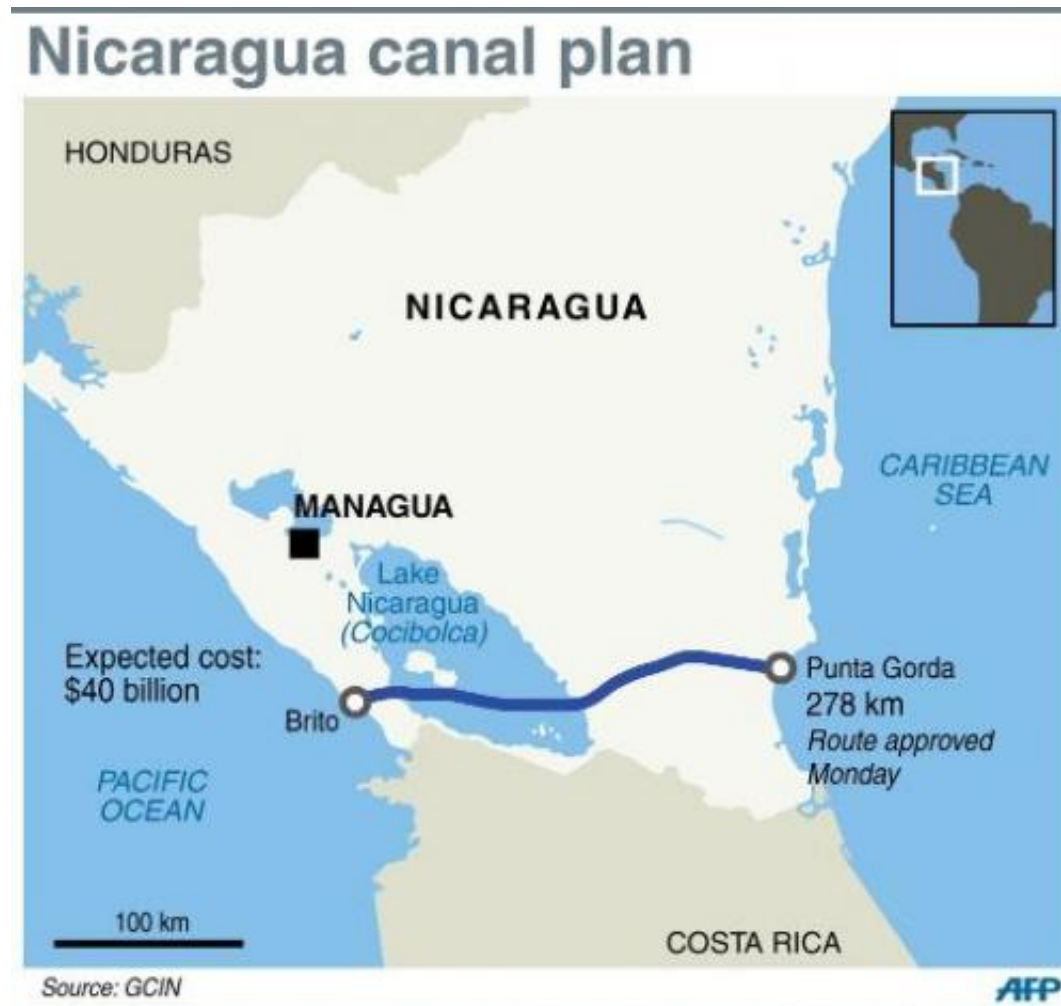 Nicaragua canal plan
HONDURAS
NICARAGUA
CARIBBEAN
SEA
MANAGUA
Lake
Nicaragua
(Cocibolca)
Expected cost:
$40 billion
Brito
Punta Gorda
278 km
Route approved
Monday
PACIFIC
OCEAN
100 km
COSTA RICA
Source: GCIN
AFP